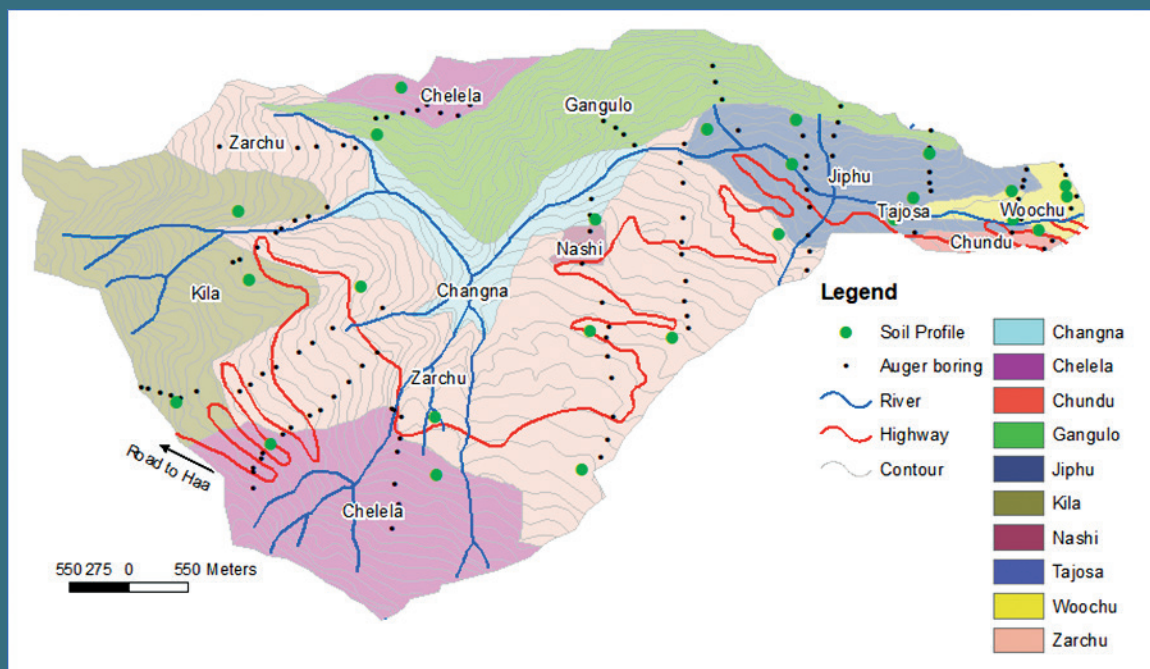 Chelela
Gangulo
Zarchu
Jiphu
Tajosa
Woochu
Chundu
Nashi
Kila
Changna
Zarchu
Chelela
Road to Haa
550 275 0 550 Meters
Legend
Soil Profile
Auger boring
River
Highway
Contour
Changna
Chelela
Chundu
Gangulo
Jiphu
Kila
Nashi
Tajosa
Woochu
Zarchu